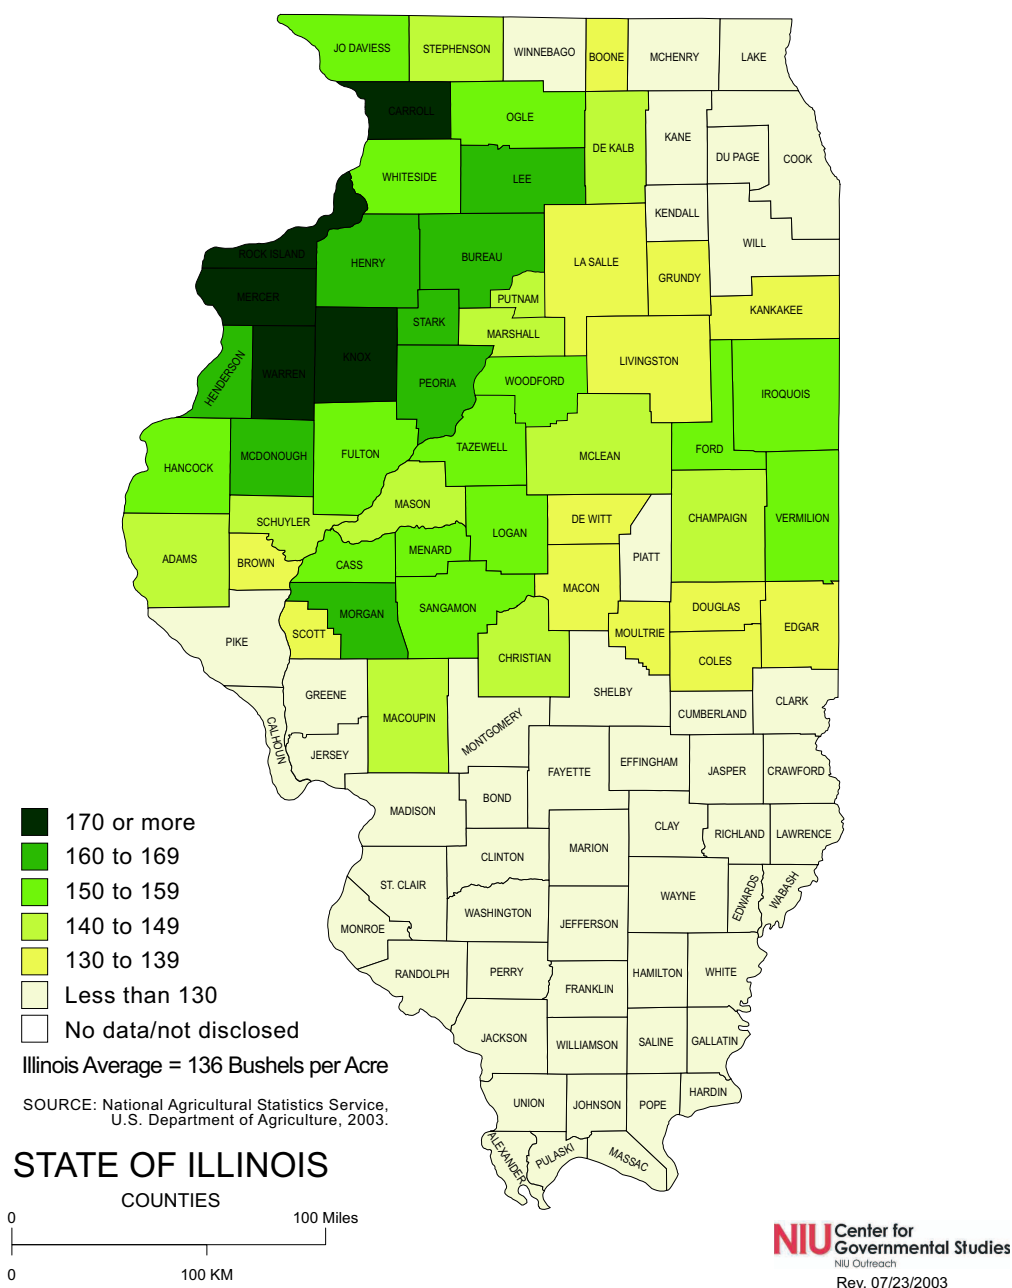 JO DAVIESS
STEPHENSON
WINNEBAGO
BOONE
MCHENRY
LAKE
CARROLL
OGLE
DE KALB
KANE
DU PAGE
COOK
WHITESIDE
LEE
KENDALL
WILL
ROCK ISLAND
HENRY
BUREAU
LA SALLE
GRUNDY
MERCER
PUTNAM
KANKAKEE
STARK
MARSHALL
HENDERSON
WARREN
KNOX
PEORIA
WOODFORD
LIVINGSTON
IROQUOIS
HANCOCK
MCDONOUGH
FULTON
TAZEWELL
MCLEAN
FORD
SCHUYLER
MASON
LOGAN
DE WITT
CHAMPAIGN
VERMILION
ADAMS
BROWN
CASS
MENARD
PIATT
MACON
PIKE
SCOTT
MORGAN
SANGAMON
DOUGLAS
EDGAR
MOULTRIE
CHRISTIAN
COLES
GREENE
SHELBY
CLARK
CALHOUN
JERSEY
MACOUPIN
MONTGOMERY
CUMBERLAND
FAYETTE
EFFINGHAM
JASPER
CRAWFORD
MADISON
BOND
CLAY
RICHLAND
LAWRENCE
MARION
CLINTON
ST. CLAIR
WAYNE
EDWARDS
WABASH
MONROE
WASHINGTON
JEFFERSON
RANDOLPH
PERRY
FRANKLIN
HAMILTON
WHITE
JACKSON
WILLIAMSON
SALINE
GALLATIN
UNION
JOHNSON
POPE
HARDIN
ALEXANDER
PULASKI
MASSAC
170 or more
160 to 169
150 to 159
140 to 149
130 to 139
Less than 130
No data/not disclosed
Illinois Average = 136 Bushels per Acre
SOURCE: National Agricultural Statistics Service,
U.S. Department of Agriculture, 2003.
STATE OF ILLINOIS
COUNTIES
0 100 Miles
0 100 KM
NIU Center for
Governmental Studies
NIU Outreach
Rev. 07/23/2003